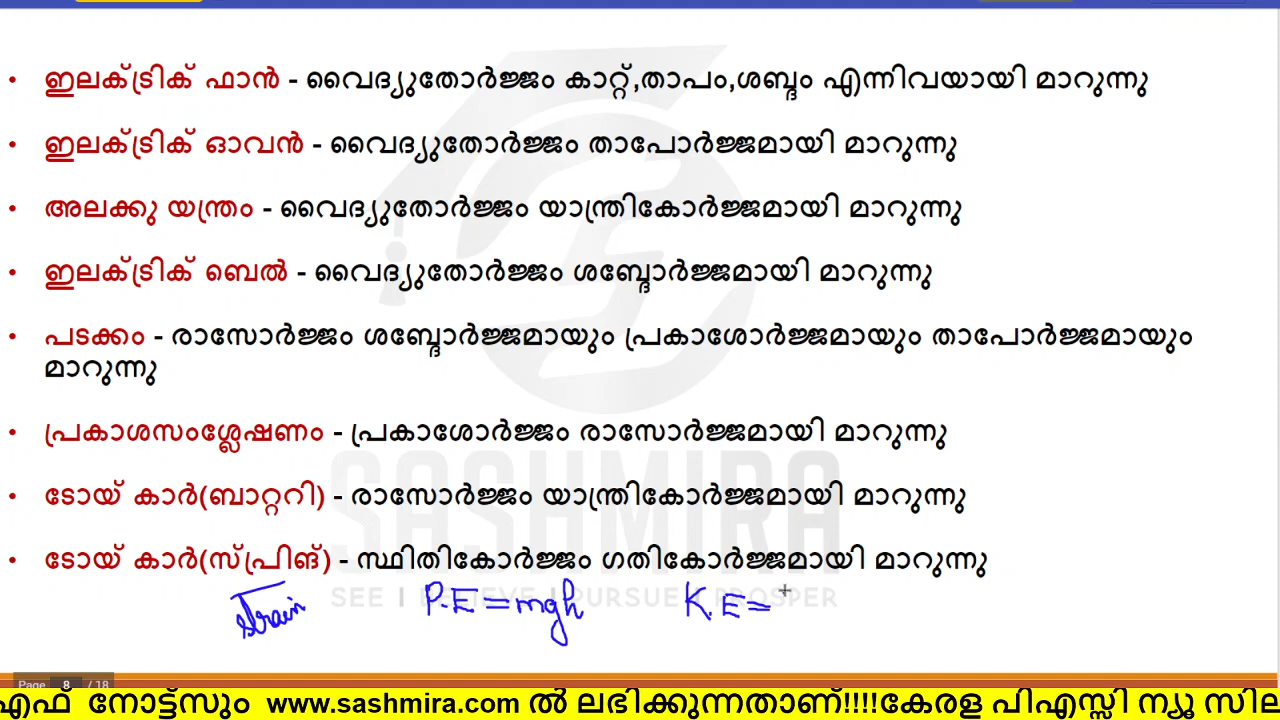 • ഇലക്ട്രിക് ഫാൻ - വൈദ്യുതോർജ്ജം കാറ്റ്,താപം,ശബ്ദം എന്നിവയായി മാറുന്നു
• ഇലക്ട്രിക് ഓവൻ - വൈദ്യുതോർജ്ജം താപോർജ്ജമായി മാറുന്നു
• അലക്കു യന്ത്രം - വൈദ്യുതോർജ്ജം യാന്ത്രികോർജ്ജമായി മാറുന്നു
• ഇലക്ട്രിക് ബെൽ - വൈദ്യുതോർജ്ജം ശബ്ദോർജ്ജമായി മാറുന്നു
• പടക്കം - രാസോർജ്ജം ശബ്ദോർജ്ജമായും പ്രകാശോർജ്ജമായും താപോർജ്ജമായും
മാറുന്നു
• പ്രകാശസംശ്ലേഷണം - പ്രകാശോർജ്ജം രാസോർജ്ജമായി മാറുന്നു
• ടോയ് കാർ(ബാറ്ററി) - രാസോർജ്ജം യാന്ത്രികോർജ്ജമായി മാറുന്നു
SASHMIRA
• ടോയ് കാർ(സ്പ്രിങ്) - സ്ഥിതികോർജ്ജം ഗതികോർജ്ജമായി മാറുന്നു
SEE I BELIEVE I PURSUE I PROSPER
strain P.E=mgh K.E=
Page 8 / 18
എഫ് നോട്ട്സും www.sashmira.com ൽ ലഭിക്കുന്നതാണ്!!!!കേരള പിഎസ്സി ന്യൂ സില